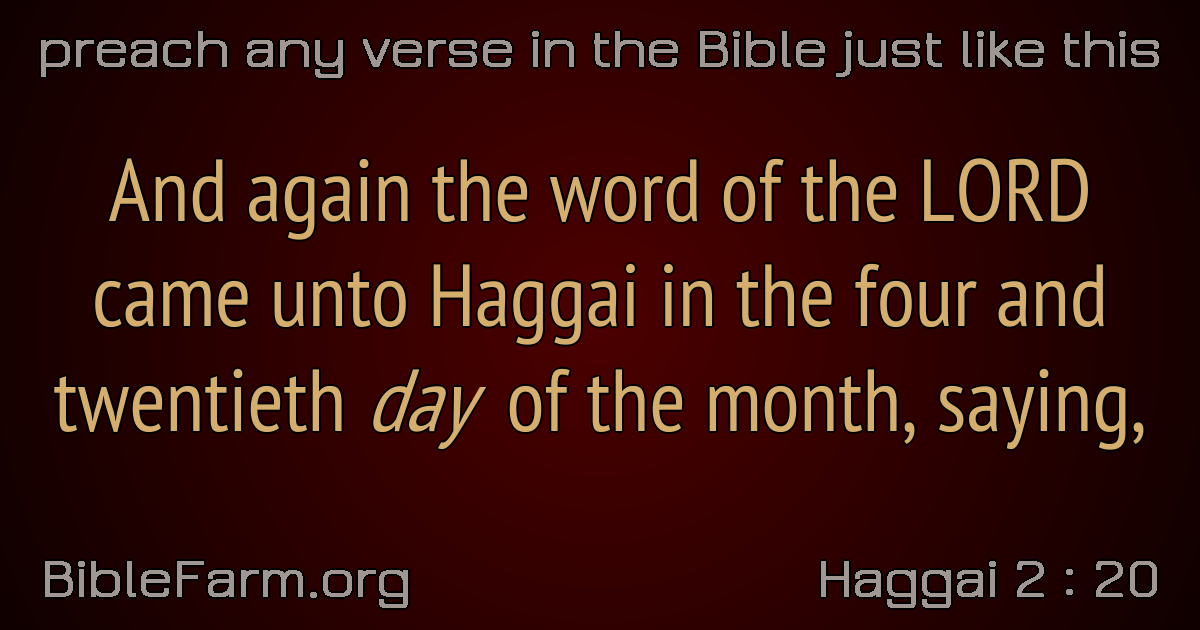 preach any verse in the Bible just like this
And again the word of the LORD
came unto Haggai in the four and
twentieth day of the month, saying,
BibleFarm.org
Haggai 2 : 20